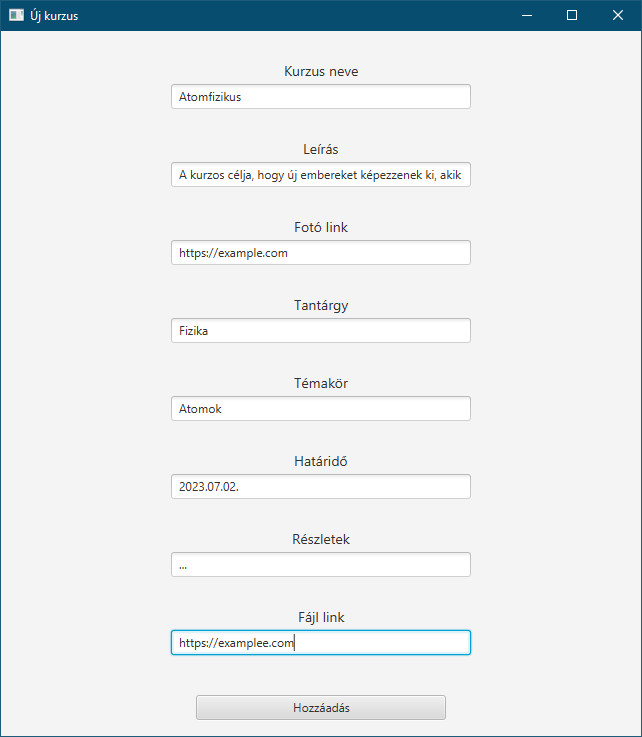 Új kurzus
Kurzus neve
Atomfizikus
Leírás
A kurzos célja, hogy új embereket képezzenek ki, akik
Fotó link
https://example.com
Tantárgy
Fizika
Témakör
Atomok
Határidő
2023.07.02.
Részletek
...
Fájl link
https://examplee.com
Hozzáadás